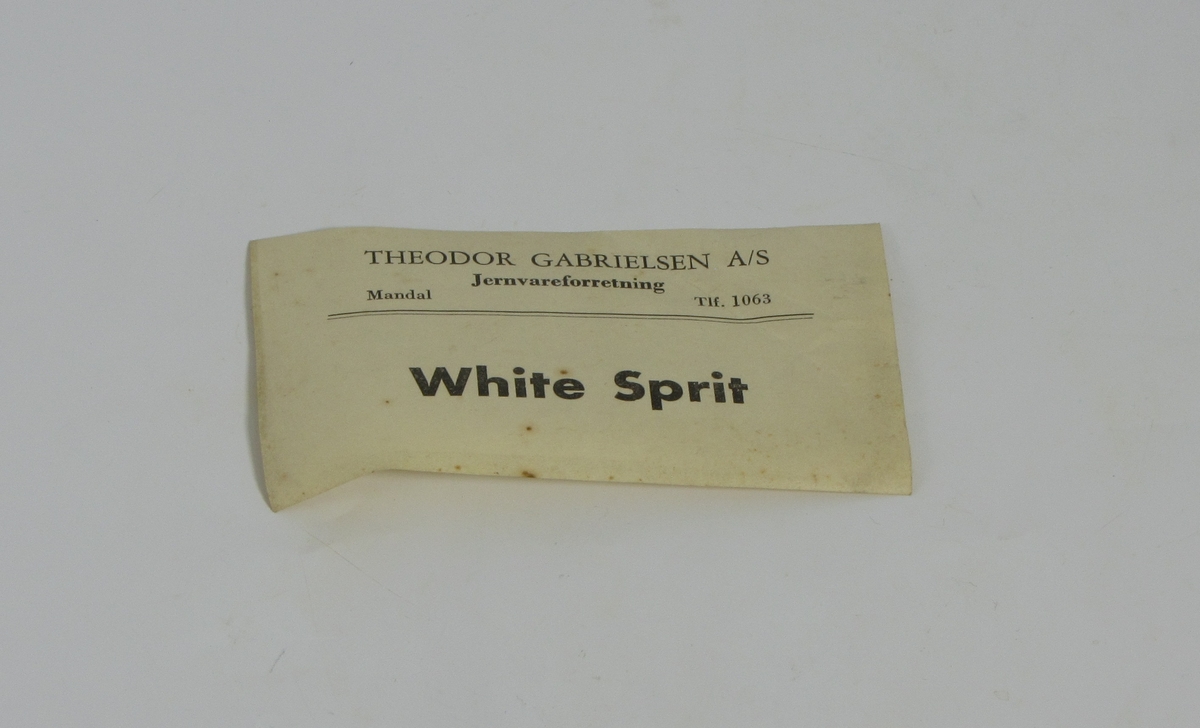 THEODOR GABRIELSEN A/S
Jernvareforretning
Mandal Tlf. 1063
White Sprit